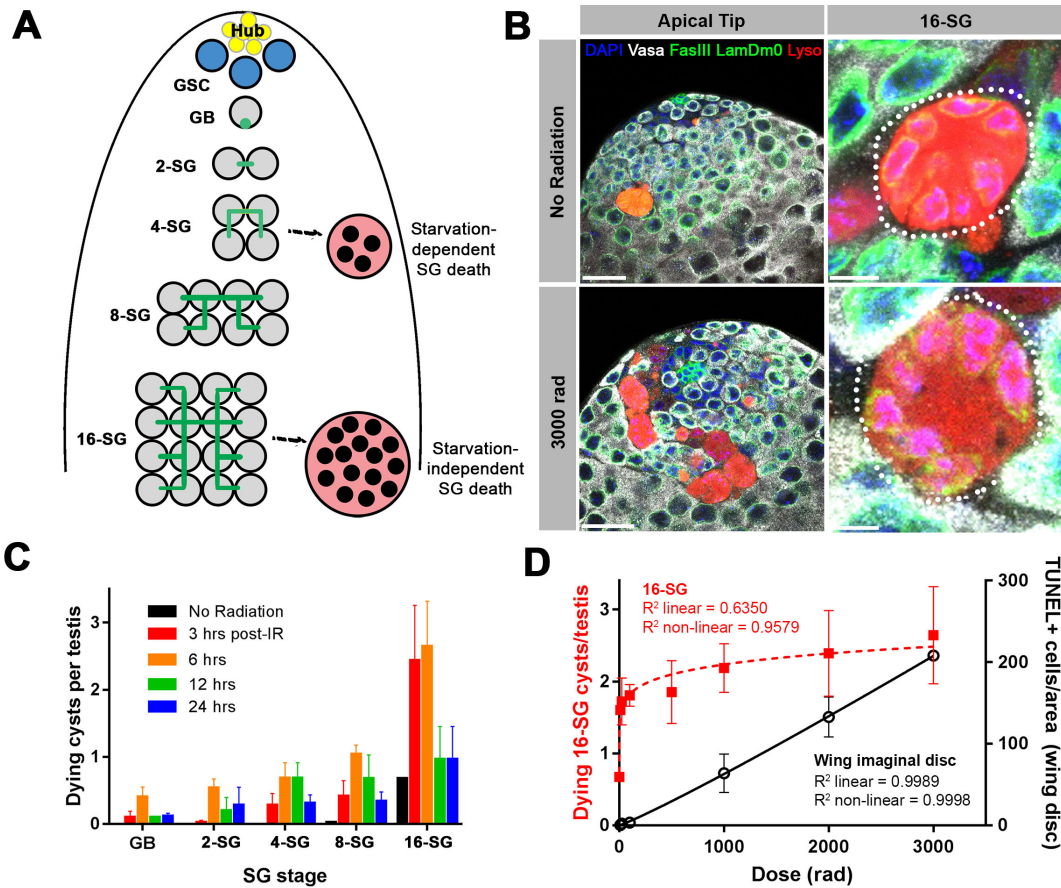 A
Hub
GSC
GB
2-SG
4-SG
Starvation-
dependent
SG death
8-SG
16-SG
Starvation-
independent
SG death
B
Apical Tip
16-SG
No Radiation
DAPI Vasa FasIII LamDm0 Lyso
3000 rad
C
Dying cysts per testis
3
2
1
0
No Radiation
3 hrs post-IR
6 hrs
12 hrs
24 hrs
GB
2-SG
4-SG
8-SG
16-SG
SG stage
D
Dying 16-SG cysts/testis
3
2
1
0
16-SG
R² linear = 0.6350
R² non-linear = 0.9579
Wing imaginal disc
R² linear = 0.9989
R² non-linear = 0.9998
300
200
100
0
TUNEL+ cells/area (wing disc)
0
1000
2000
3000
Dose (rad)